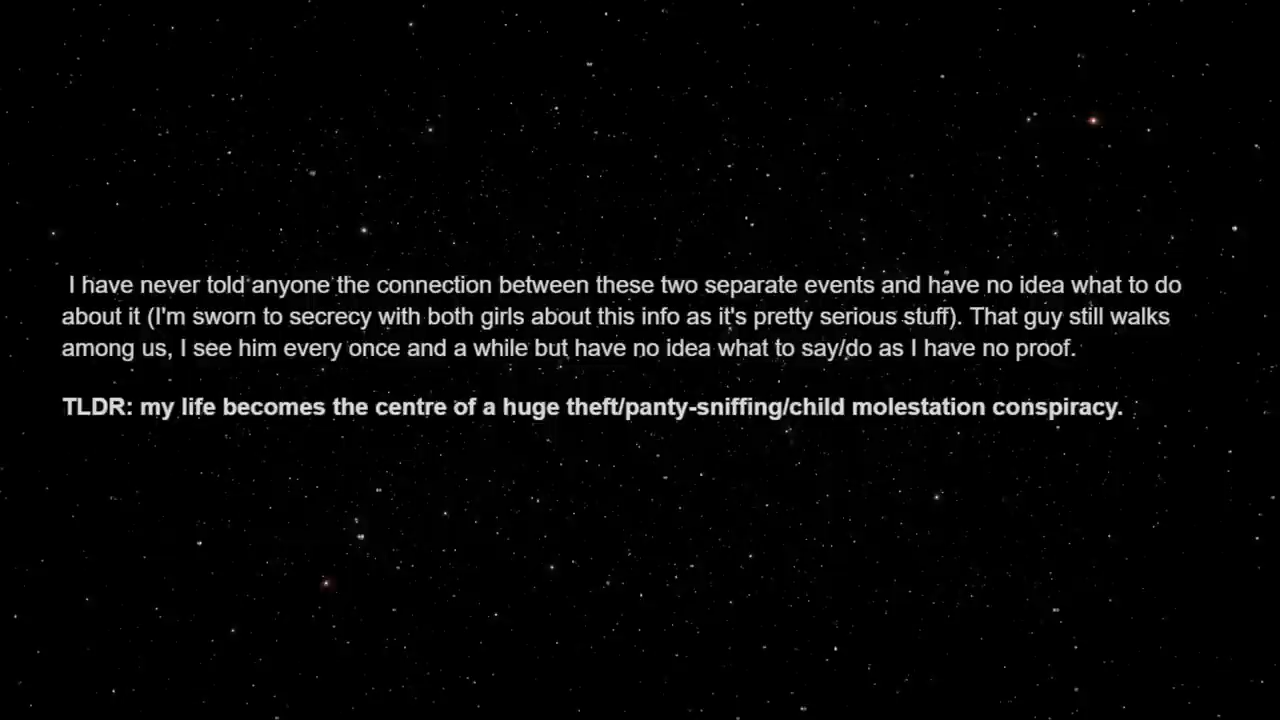 I have never told anyone the connection between these two separate events and have no idea what to do
about it (I'm sworn to secrecy with both girls about this info as it's pretty serious stuff). That guy still walks
among us, I see him every once and a while but have no idea what to say/do as I have no proof.
TLDR: my life becomes the centre of a huge theft/panty-sniffing/child molestation conspiracy.